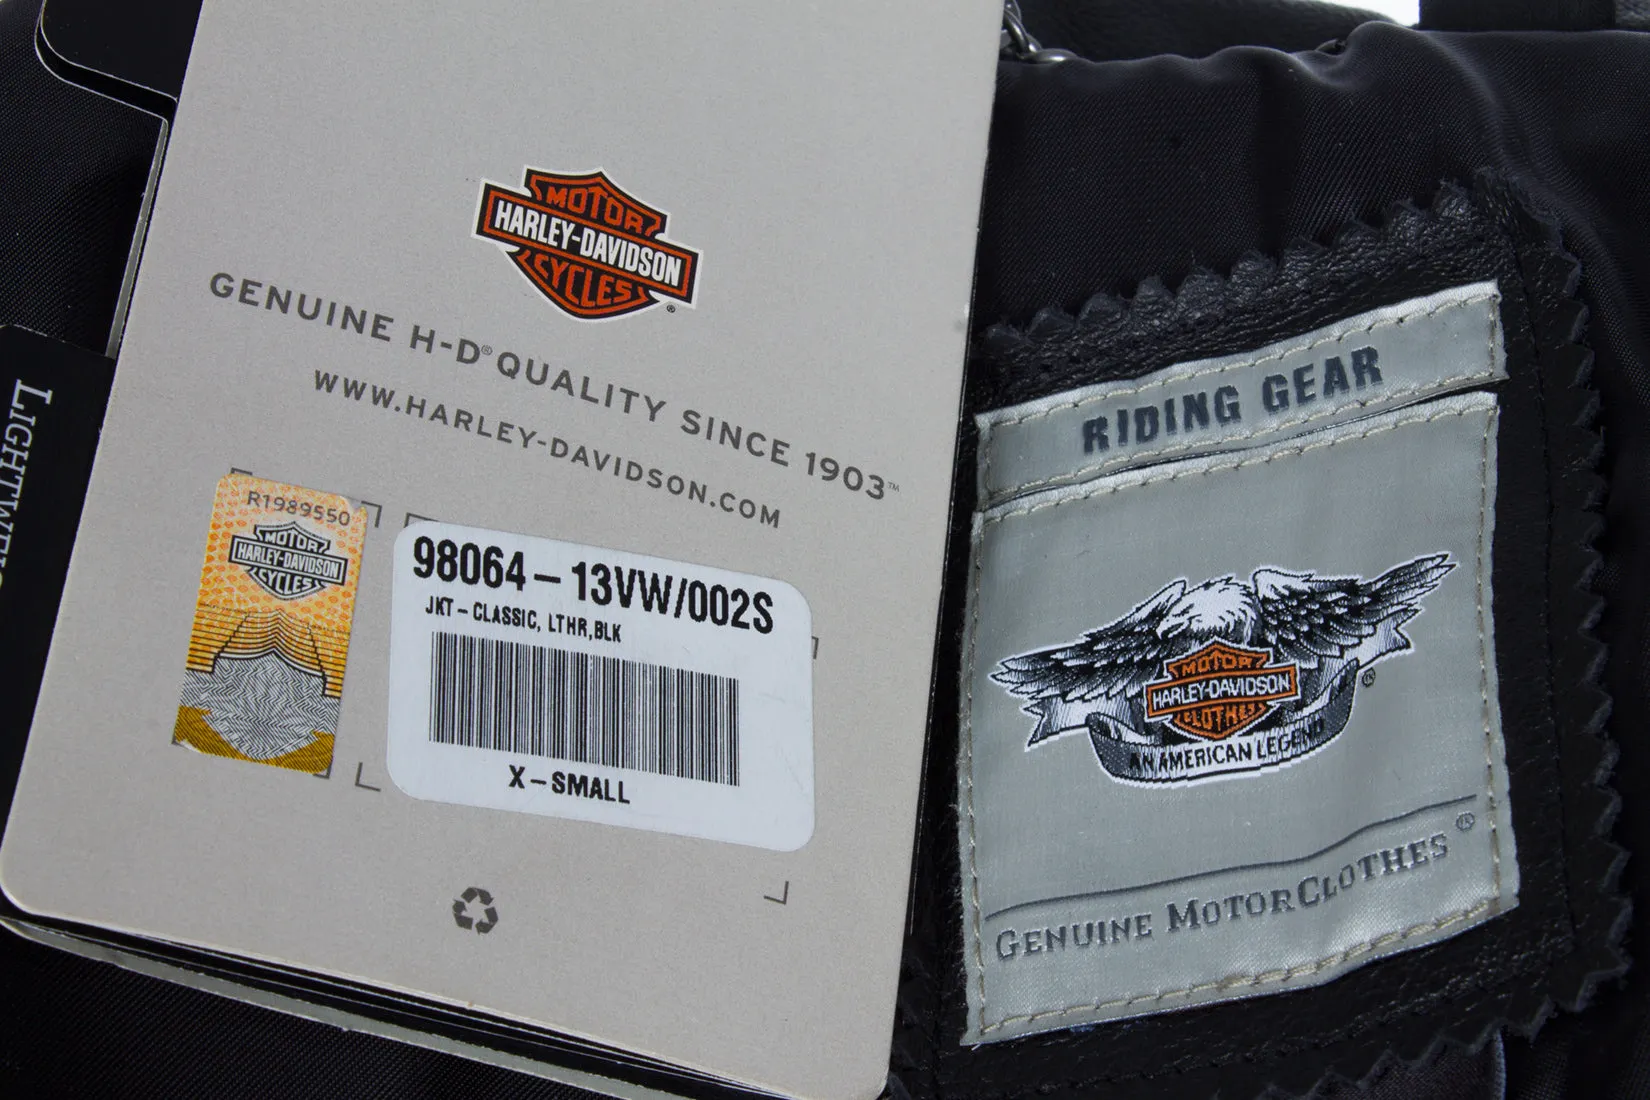 MOTOR
HARLEY-DAVIDSON
CYCLES
®
GENUINE H-D® QUALITY SINCE 1903™
WWW.HARLEY-DAVIDSON.COM
R1989550
MOTOR
HARLEY-DAVIDSON
CYCLES
98064-13VW/002S
JKT-CLASSIC, LTHR,BLK
X-SMALL
RIDING GEAR
MOTOR
HARLEY-DAVIDSON
CLOTHES
®
AN AMERICAN LEGEND
GENUINE MOTORCLOTHES®